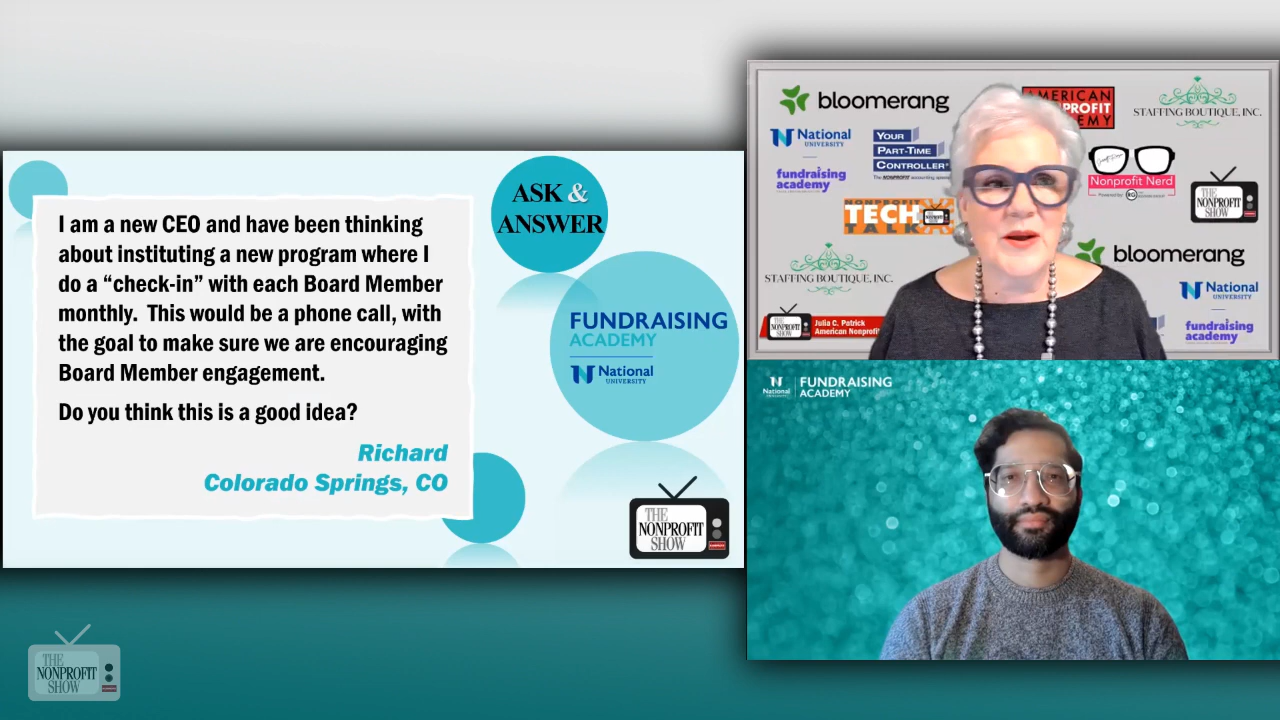 I am a new CEO and have been thinking
about instituting a new program where I
do a “check-in” with each Board Member
monthly.  This would be a phone call, with
the goal to make sure we are encouraging
Board Member engagement.
Do you think this is a good idea?
Richard
Colorado Springs, CO
ASK &
ANSWER
FUNDRAISING
ACADEMY
National
UNIVERSITY
THE
NONPROFIT
SHOW
THE
NONPROFIT
SHOW
bloomerang
AMERICAN
STAFFING BOUTIQUE, INC.
National
UNIVERSITY
fundraising
academy
YOUR
PART-TIME
CONTROLLER
Nonprofit Nerd
THE
NONPROFIT
SHOW
NONPROFIT
TECH
TALK
STAFFING BOUTIQUE, INC.
bloomerang
National
UNIVERSITY
fundraising
academy
THE
NONPROFIT
SHOW
Julia C. Patrick
American Nonprofit
National
UNIVERSITY
FUNDRAISING
ACADEMY